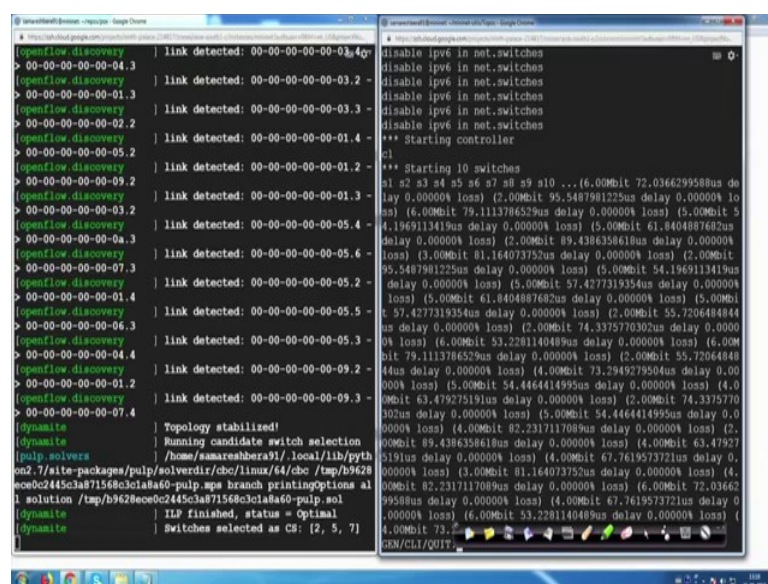 samareshbera91@mininet: ~/repos/pox - Google Chrome
[openflow.discovery ] link detected: 00-00-00-00-03.4 -
> 00-00-00-00-00-04.3
[openflow.discovery ] link detected: 00-00-00-00-03.2 -
> 00-00-00-00-00-01.3
[openflow.discovery ] link detected: 00-00-00-00-03.3 -
> 00-00-00-00-00-02.2
[openflow.discovery ] link detected: 00-00-00-00-01.4 -
> 00-00-00-00-00-05.2
[openflow.discovery ] link detected: 00-00-00-00-01.2 -
> 00-00-00-00-00-09.2
[openflow.discovery ] link detected: 00-00-00-00-01.3 -
> 00-00-00-00-00-03.2
[openflow.discovery ] link detected: 00-00-00-00-05.4 -
> 00-00-00-00-00-0a.3
[openflow.discovery ] link detected: 00-00-00-00-05.6 -
> 00-00-00-00-00-07.3
[openflow.discovery ] link detected: 00-00-00-00-05.2 -
> 00-00-00-00-00-01.4
[openflow.discovery ] link detected: 00-00-00-00-05.5 -
> 00-00-00-00-00-06.3
[openflow.discovery ] link detected: 00-00-00-00-05.3 -
> 00-00-00-00-00-04.4
[openflow.discovery ] link detected: 00-00-00-00-09.2 -
> 00-00-00-00-00-01.2
[openflow.discovery ] link detected: 00-00-00-00-09.3 -
> 00-00-00-00-00-07.4
[dynamite ] Topology stabilized!
[dynamite ] Running candidate switch selection
[pulp.solvers ] /home/samareshbera91/.local/lib/pyth
on2.7/site-packages/pulp/solverdir/cbc/linux/64/cbc /tmp/b9628
ece0c2445c3a871568c3c1a8a60-pulp.mps branch printingOptions al
l solution /tmp/b9628ece0c2445c3a871568c3c1a8a60-pulp.sol
[dynamite ] ILP finished, status = Optimal
[dynamite ] Switches selected as CS: [2, 5, 7]
disable ipv6 in net.switches
disable ipv6 in net.switches
disable ipv6 in net.switches
disable ipv6 in net.switches
disable ipv6 in net.switches
*** Starting controller
c1
*** Starting 10 switches
s1 s2 s3 s4 s5 s6 s7 s8 s9 s10 ...(6.00Mbit 72.0366299588us de
lay 0.00000% loss) (2.00Mbit 95.5487981225us delay 0.00000% lo
ss) (6.00Mbit 79.1113786529us delay 0.00000% loss) (5.00Mbit 5
4.1969113419us delay 0.00000% loss) (5.00Mbit 61.8404887682us
delay 0.00000% loss) (2.00Mbit 89.4386358618us delay 0.00000%
loss) (3.00Mbit 81.164073752us delay 0.00000% loss) (2.00Mbit
95.5487981225us delay 0.00000% loss) (5.00Mbit 54.1969113419us
delay 0.00000% loss) (5.00Mbit 57.4277319354us delay 0.00000%
loss) (5.00Mbit 61.8404887682us delay 0.00000% loss) (5.00Mbi
t 57.4277319354us delay 0.00000% loss) (2.00Mbit 55.7206484844
us delay 0.00000% loss) (2.00Mbit 74.3375770302us delay 0.0000
0% loss) (6.00Mbit 53.2281140489us delay 0.00000% loss) (6.00M
bit 79.1113786529us delay 0.00000% loss) (2.00Mbit 55.72064848
44us delay 0.00000% loss) (4.00Mbit 73.2949279504us delay 0.00
000% loss) (5.00Mbit 54.4464414995us delay 0.00000% loss) (4.0
0Mbit 63.479275191us delay 0.00000% loss) (2.00Mbit 74.3375770
302us delay 0.00000% loss) (5.00Mbit 54.4464414995us delay 0.0
0000% loss) (4.00Mbit 82.2317117089us delay 0.00000% loss) (2.
00Mbit 89.4386358618us delay 0.00000% loss) (4.00Mbit 63.47927
5191us delay 0.00000% loss) (4.00Mbit 67.7619573721us delay 0.
00000% loss) (3.00Mbit 81.164073752us delay 0.00000% loss) (4.
00Mbit 82.2317117089us delay 0.00000% loss) (6.00Mbit 72.03662
99588us delay 0.00000% loss) (4.00Mbit 67.7619573721us delay 0
.00000% loss) (6.00Mbit 53.2281140489us delay 0.00000% loss) (
4.00Mbit 73.
GEN/CLI/QUIT: